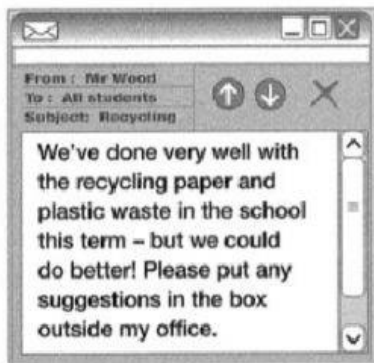 From : Mr Wood
To : All students
Subject: Recycling
We've done very well with
the recycling paper and
plastic waste in the school
this term – but we could
do better! Please put any
suggestions in the box
outside my office.